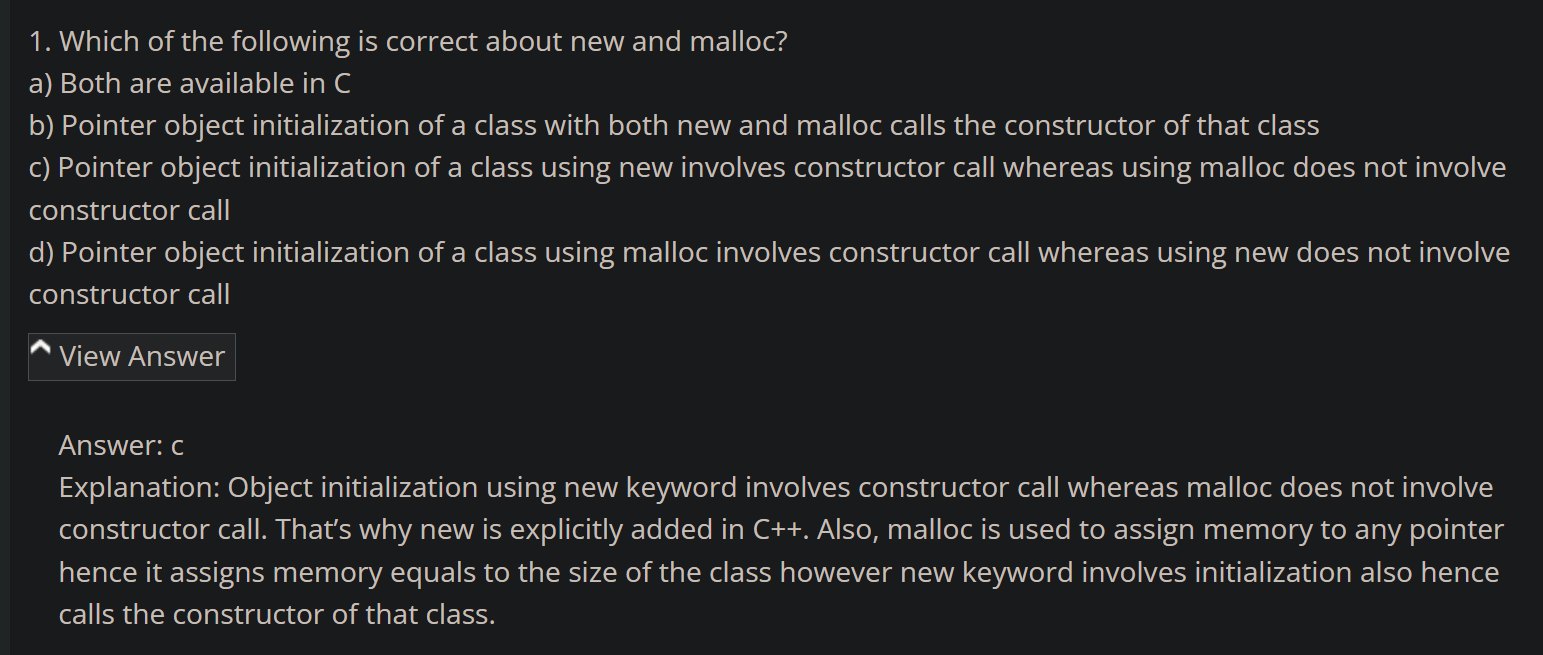 1. Which of the following is correct about new and malloc?
a) Both are available in C
b) Pointer object initialization of a class with both new and malloc calls the constructor of that class
c) Pointer object initialization of a class using new involves constructor call whereas using malloc does not involve
constructor call
d) Pointer object initialization of a class using malloc involves constructor call whereas using new does not involve
constructor call
View Answer
Answer: c
Explanation: Object initialization using new keyword involves constructor call whereas malloc does not involve
constructor call. That’s why new is explicitly added in C++. Also, malloc is used to assign memory to any pointer
hence it assigns memory equals to the size of the class however new keyword involves initialization also hence
calls the constructor of that class.